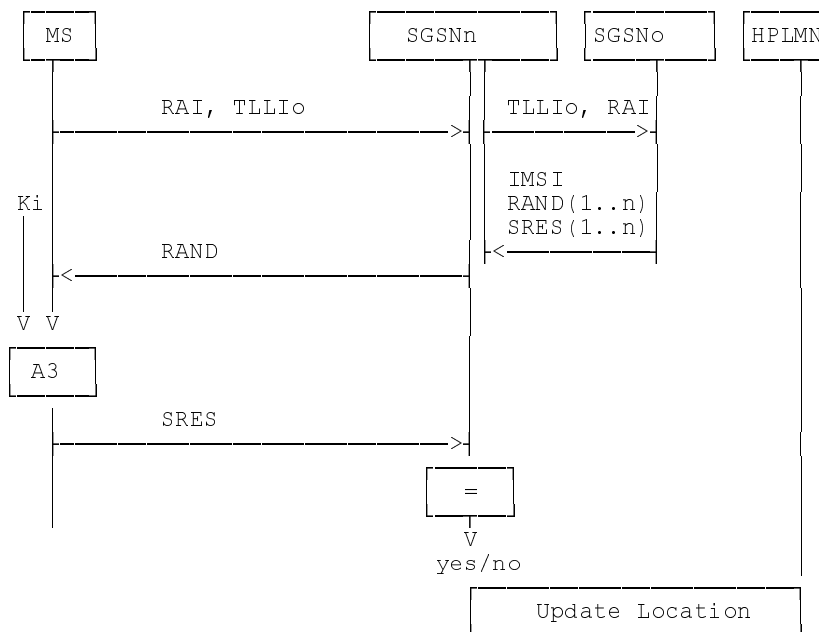 MS SGSNn SGSNo HPLMN
RAI, TLLIo TLLIo, RAI
IMSI
Ki RAND(1..n)
SRES(1..n)
RAND
V V
A3
SRES
=
V
yes/no
Update Location